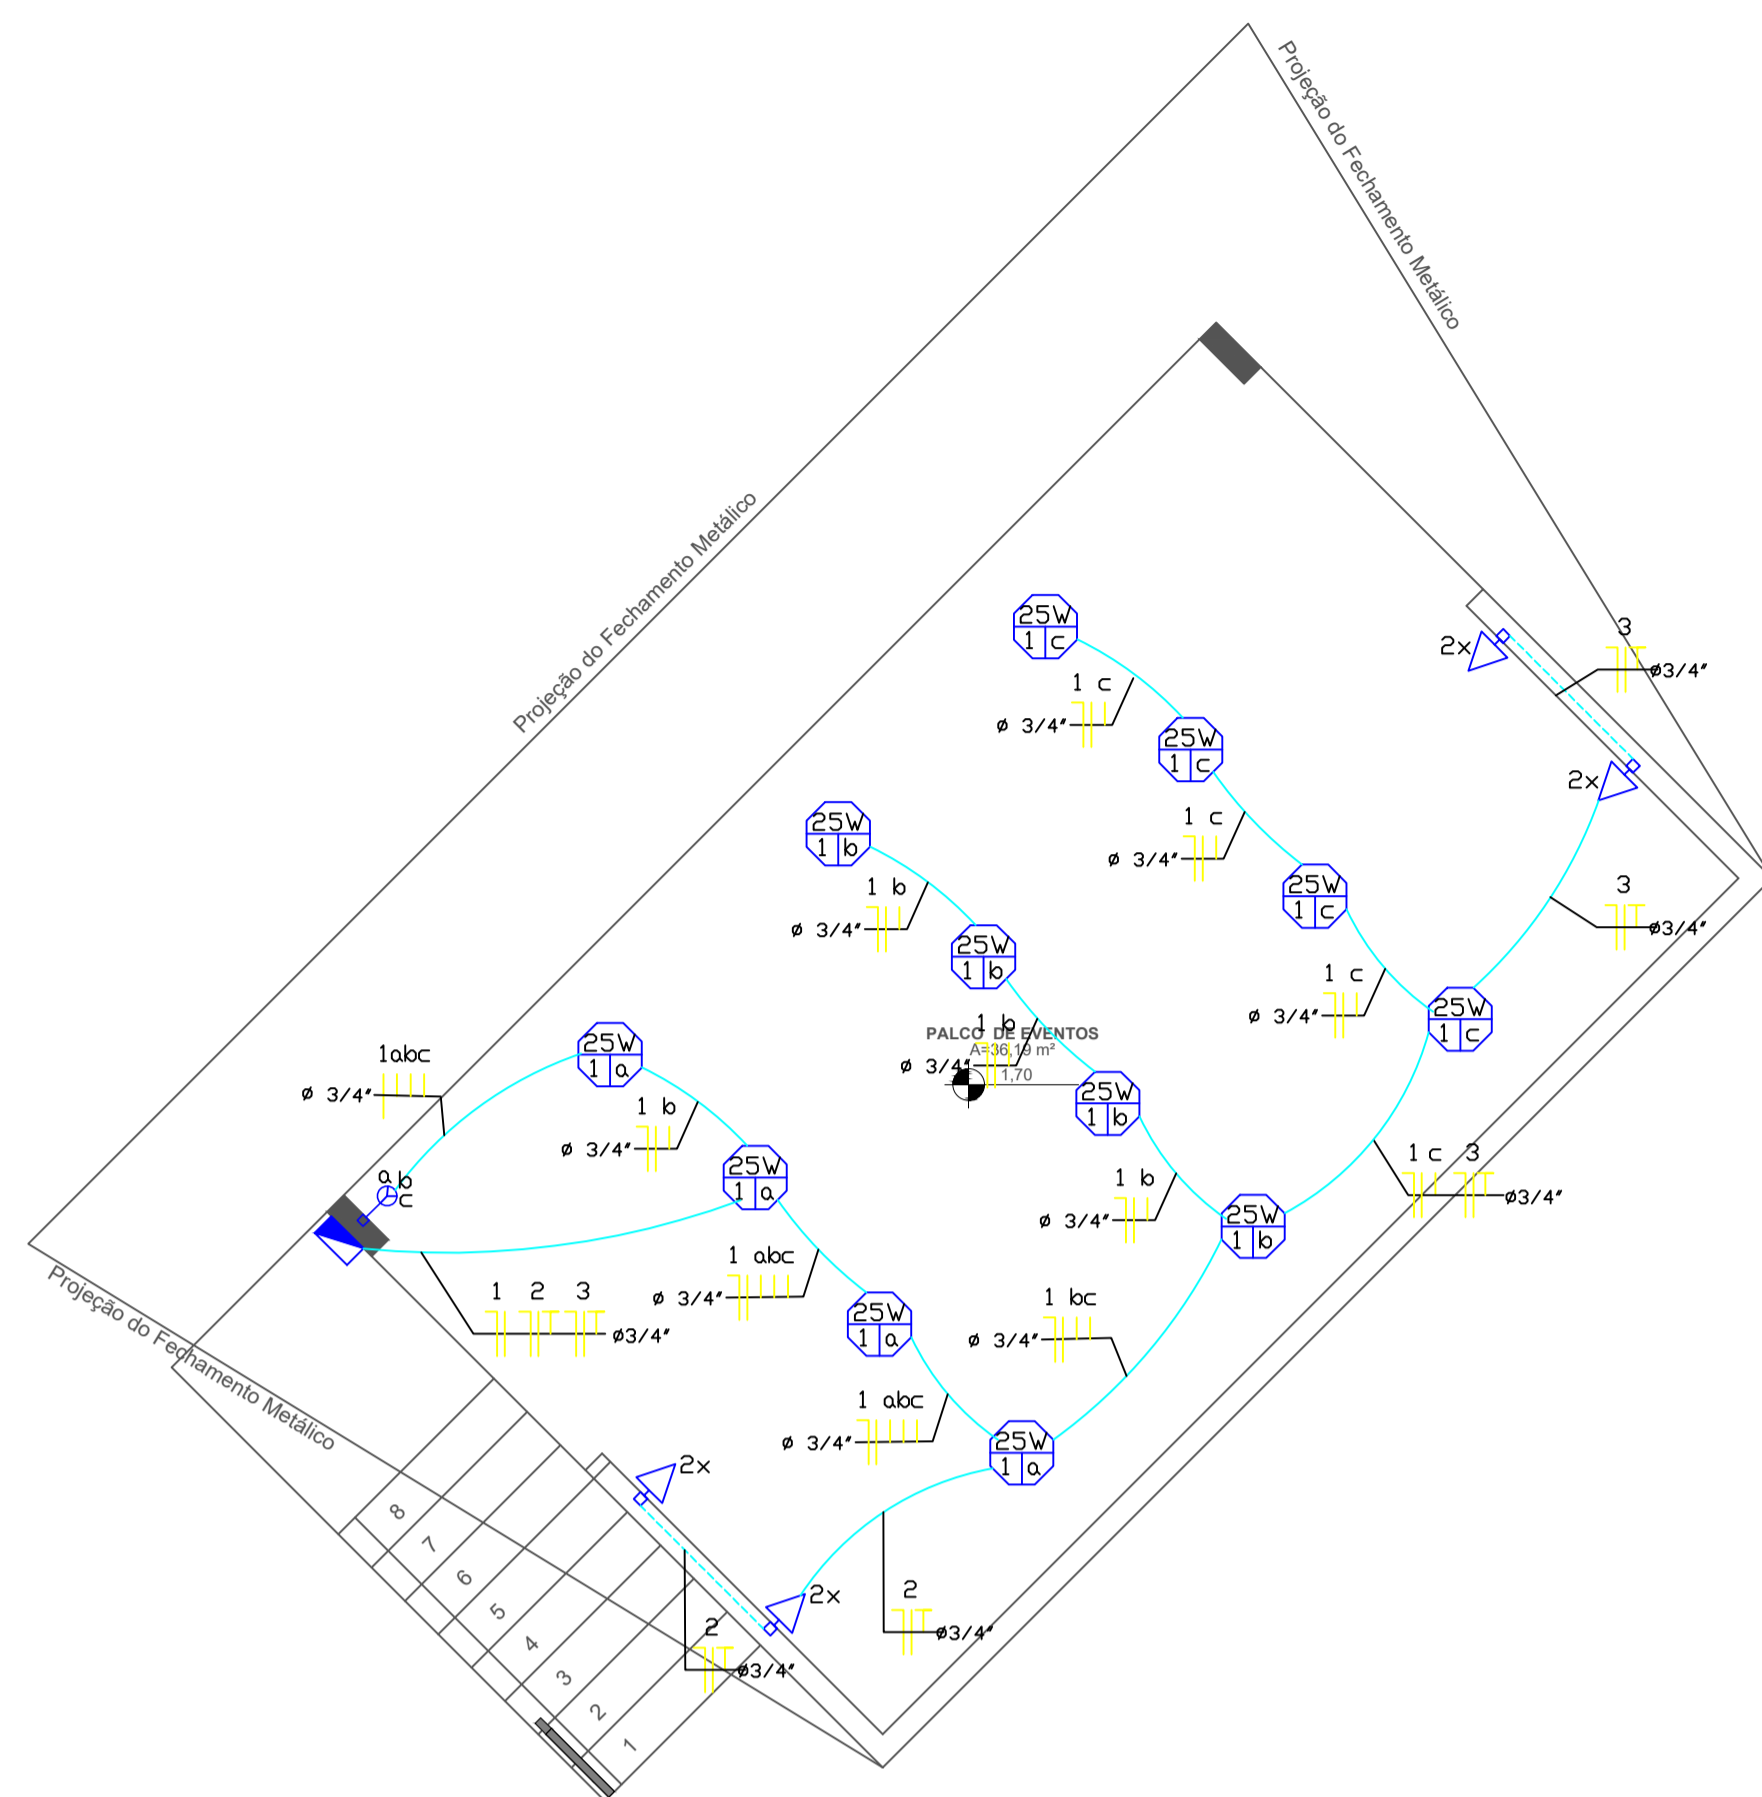 Projeção do Fechamento Metálico
Projeção do Fechamento Metálico
25W
1 c
3
2x
ø3/4"
1 c
ø 3/4"
25W
1 c
2x
25W
1 b
1 c
ø 3/4"
25W
1 c
1 b
ø 3/4"
3
ø3/4"
25W
1 b
1 c
ø 3/4"
25W
1 c
1 b
PALCO DE EVENTOS
A=36,19 m²
ø 3/4"
1,70
1abc
ø 3/4"
25W
1 a
1 b
ø 3/4"
25W
1 b
a b
c
25W
1 a
1 b
ø 3/4"
25W
1 b
1 c 3
ø3/4"
1 abc
ø 3/4"
1 2 3
ø3/4"
25W
1 a
1 bc
ø 3/4"
Projeção do Fechamento Metálico
1 abc
ø 3/4"
25W
1 a
2x
2x
2
ø3/4"
2
ø3/4"
8
7
6
5
4
3
2
1